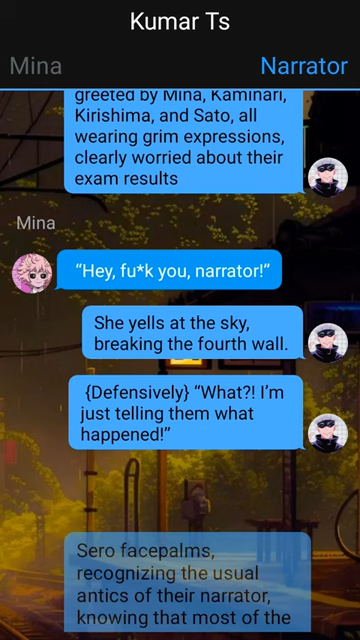 Kumar Ts
Mina
Narrator
greeted by Mina, Kaminari,
Kirishima, and Sato, all
wearing grim expressions,
clearly worried about their
exam results
Mina
“Hey, fu*k you, narrator!”
She yells at the sky,
breaking the fourth wall.
{Defensively} “What?! I’m
just telling them what
happened!”
Sero facepalms,
recognizing the usual
antics of their narrator,
knowing that most of the